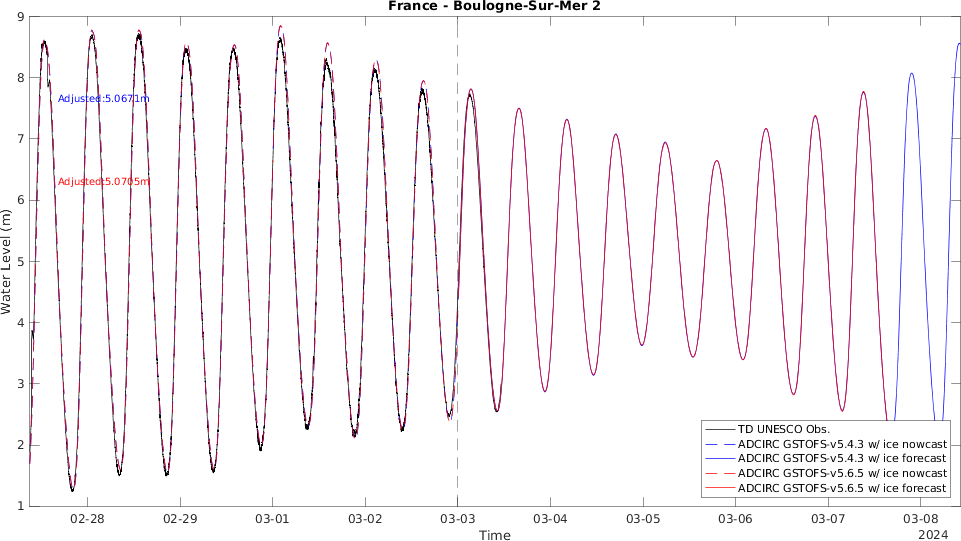 France - Boulogne-Sur-Mer 2
9
8
7
6
5
4
3
2
1
Water Level (m)
Adjusted:5.0671m
Adjusted:5.0705m
TD UNESCO Obs.
ADCIRC GSTOFS-v5.4.3 w/ ice nowcast
ADCIRC GSTOFS-v5.4.3 w/ ice forecast
ADCIRC GSTOFS-v5.6.5 w/ ice nowcast
ADCIRC GSTOFS-v5.6.5 w/ ice forecast
02-28 02-29 03-01 03-02 03-03 03-04 03-05 03-06 03-07 03-08
Time
2024